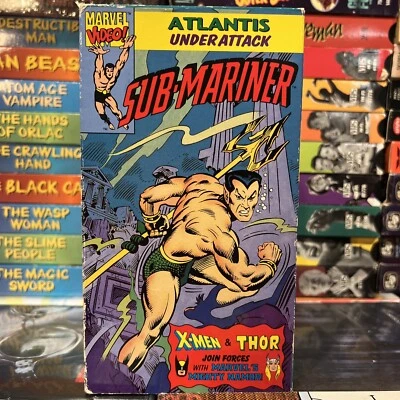 MARVEL
VIDEO!
ATLANTIS
UNDER ATTACK
SUB-MARINER
X-MEN & THOR
JOIN FORCES
WITH MARVEL'S
MIGHTY NAMOR!
DESTRUCTIVE
MAN
AN BEAS
ATOM AGE
VAMPIRE
THE HANDS
OF ORLAC
E CRAWLING
HAND
E BLACK CA
THE WASP
WOMAN
THE SLIME
PEOPLE
THE MAGIC
SWORD